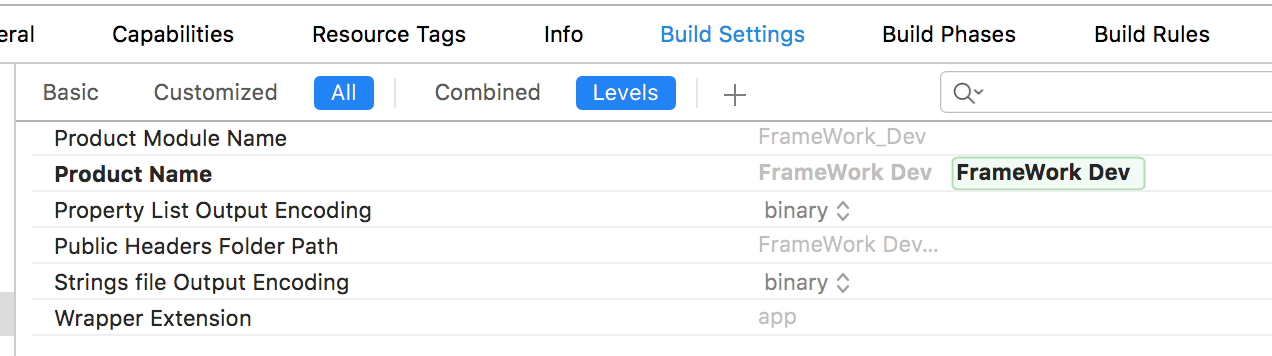 eral Capabilities Resource Tags Info Build Settings Build Phases Build Rules
Basic Customized All Combined Levels
Product Module Name FrameWork_Dev
Product Name FrameWork Dev FrameWork Dev
Property List Output Encoding binary
Public Headers Folder Path FrameWork Dev...
Strings file Output Encoding binary
Wrapper Extension app